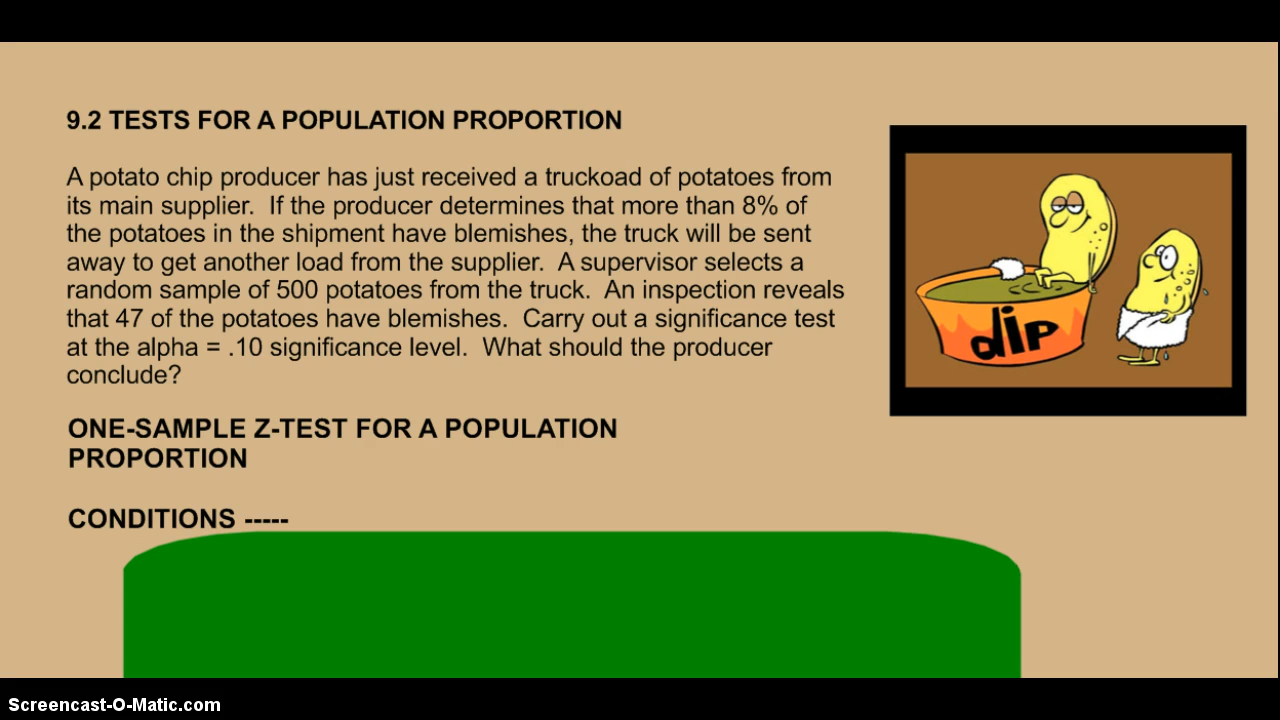 9.2 TESTS FOR A POPULATION PROPORTION
A potato chip producer has just received a truckoad of potatoes from
its main supplier.  If the producer determines that more than 8% of
the potatoes in the shipment have blemishes, the truck will be sent
away to get another load from the supplier.  A supervisor selects a
random sample of 500 potatoes from the truck.  An inspection reveals
that 47 of the potatoes have blemishes.  Carry out a significance test
at the alpha = .10 significance level.  What should the producer
conclude?
dip
ONE-SAMPLE Z-TEST FOR A POPULATION
PROPORTION
CONDITIONS -----
Screencast-O-Matic.com